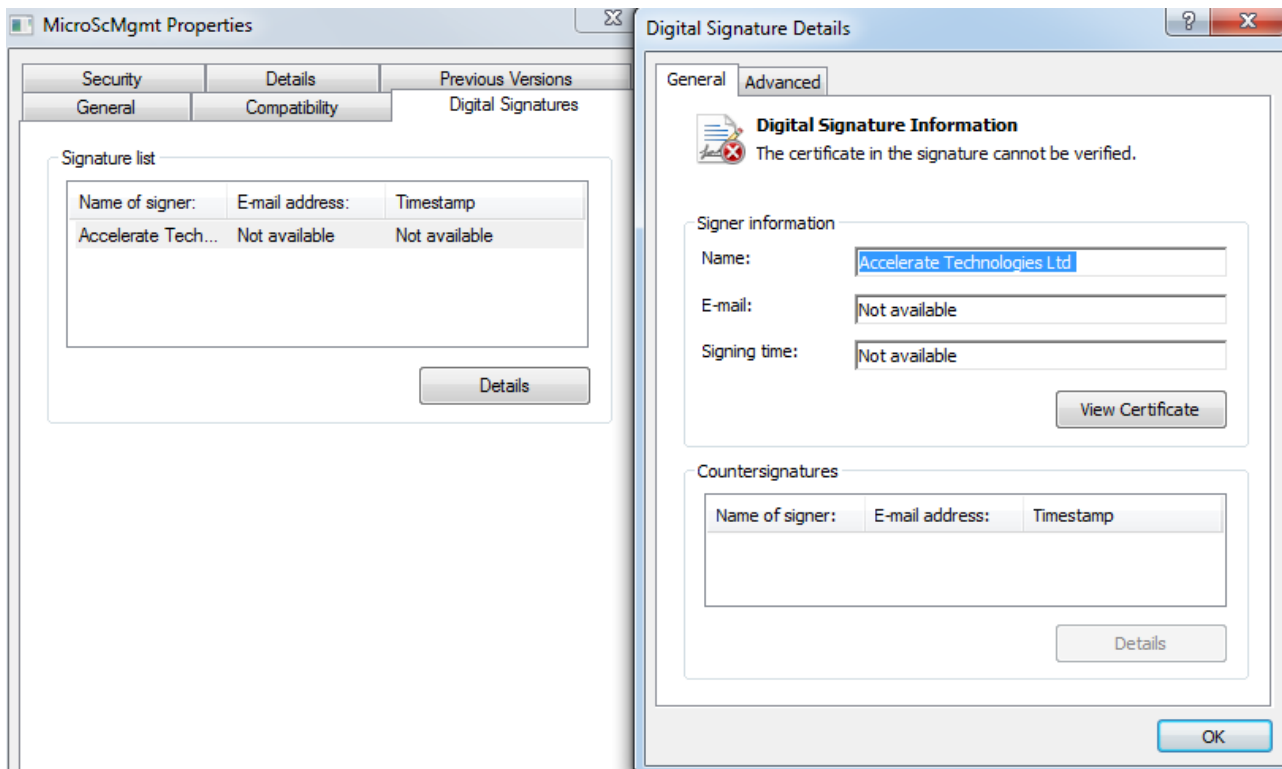 MicroScMgmt Properties
Security Details Previous Versions
General Compatibility Digital Signatures
Signature list
Name of signer: E-mail address: Timestamp
Accelerate Tech... Not available Not available
Details
Digital Signature Details
General Advanced
Digital Signature Information
The certificate in the signature cannot be verified.
Signer information
Name: Accelerate Technologies Ltd
E-mail: Not available
Signing time: Not available
View Certificate
Countersignatures
Name of signer: E-mail address: Timestamp
Details
OK